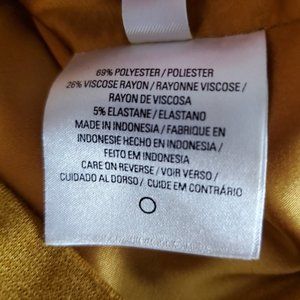 69% POLYESTER / POLIESTER
26% VISCOSE RAYON / RAYONNE VISCOSE /
RAYON DE VISCOSA
5% ELASTANE / ELASTANO
MADE IN INDONESIA / FABRIQUE EN
INDONESIE HECHO EN INDONESIA /
FEITO EM INDONESIA
CARE ON REVERSE / VOIR VERSO /
CUIDADO AL DORSO / CUIDE EM CONTRÁRIO